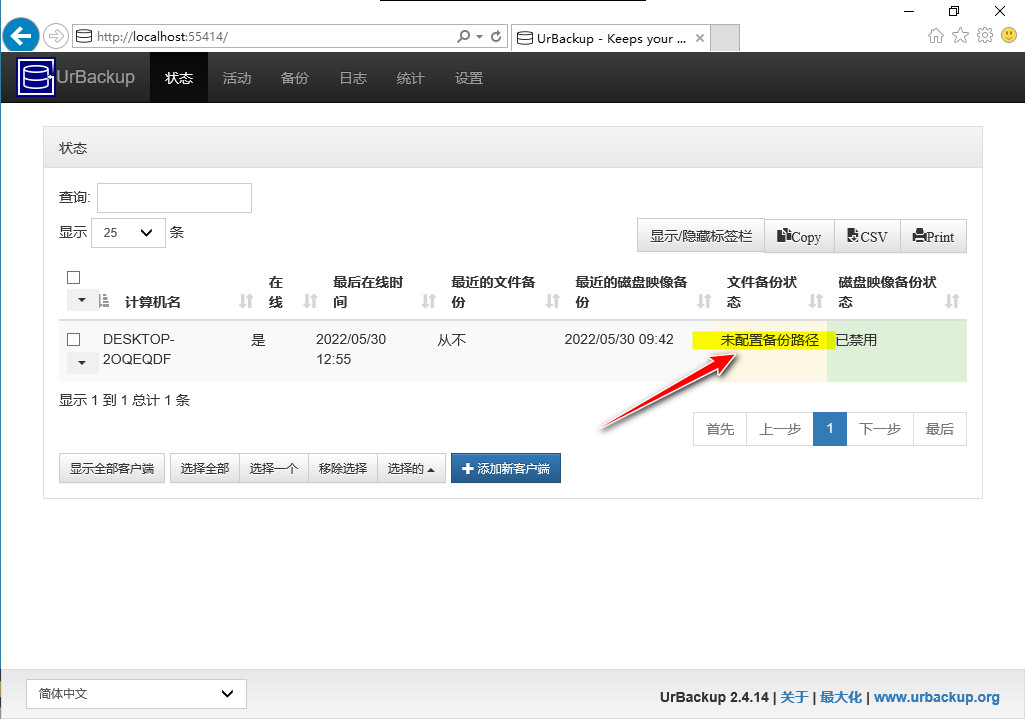 http://localhost:55414/
UrBackup - Keeps your ...
UrBackup 状态 活动 备份 日志 统计 设置
状态
查询:
显示 25 条
显示/隐藏标签栏 Copy CSV Print
计算机名 在线 最后在线时间 最近的文件备份 最近的磁盘映像备份 文件备份状态 磁盘映像备份状态
DESKTOP-2OQEQDF 是 2022/05/30 12:55 从不 2022/05/30 09:42 未配置备份路径 已禁用
显示 1 到 1 总计 1 条
首先 上一步 1 下一步 最后
显示全部客户端 选择全部 选择一个 移除选择 选择的 添加新客户端
简体中文
UrBackup 2.4.14 | 关于 | 最大化 | www.urbackup.org